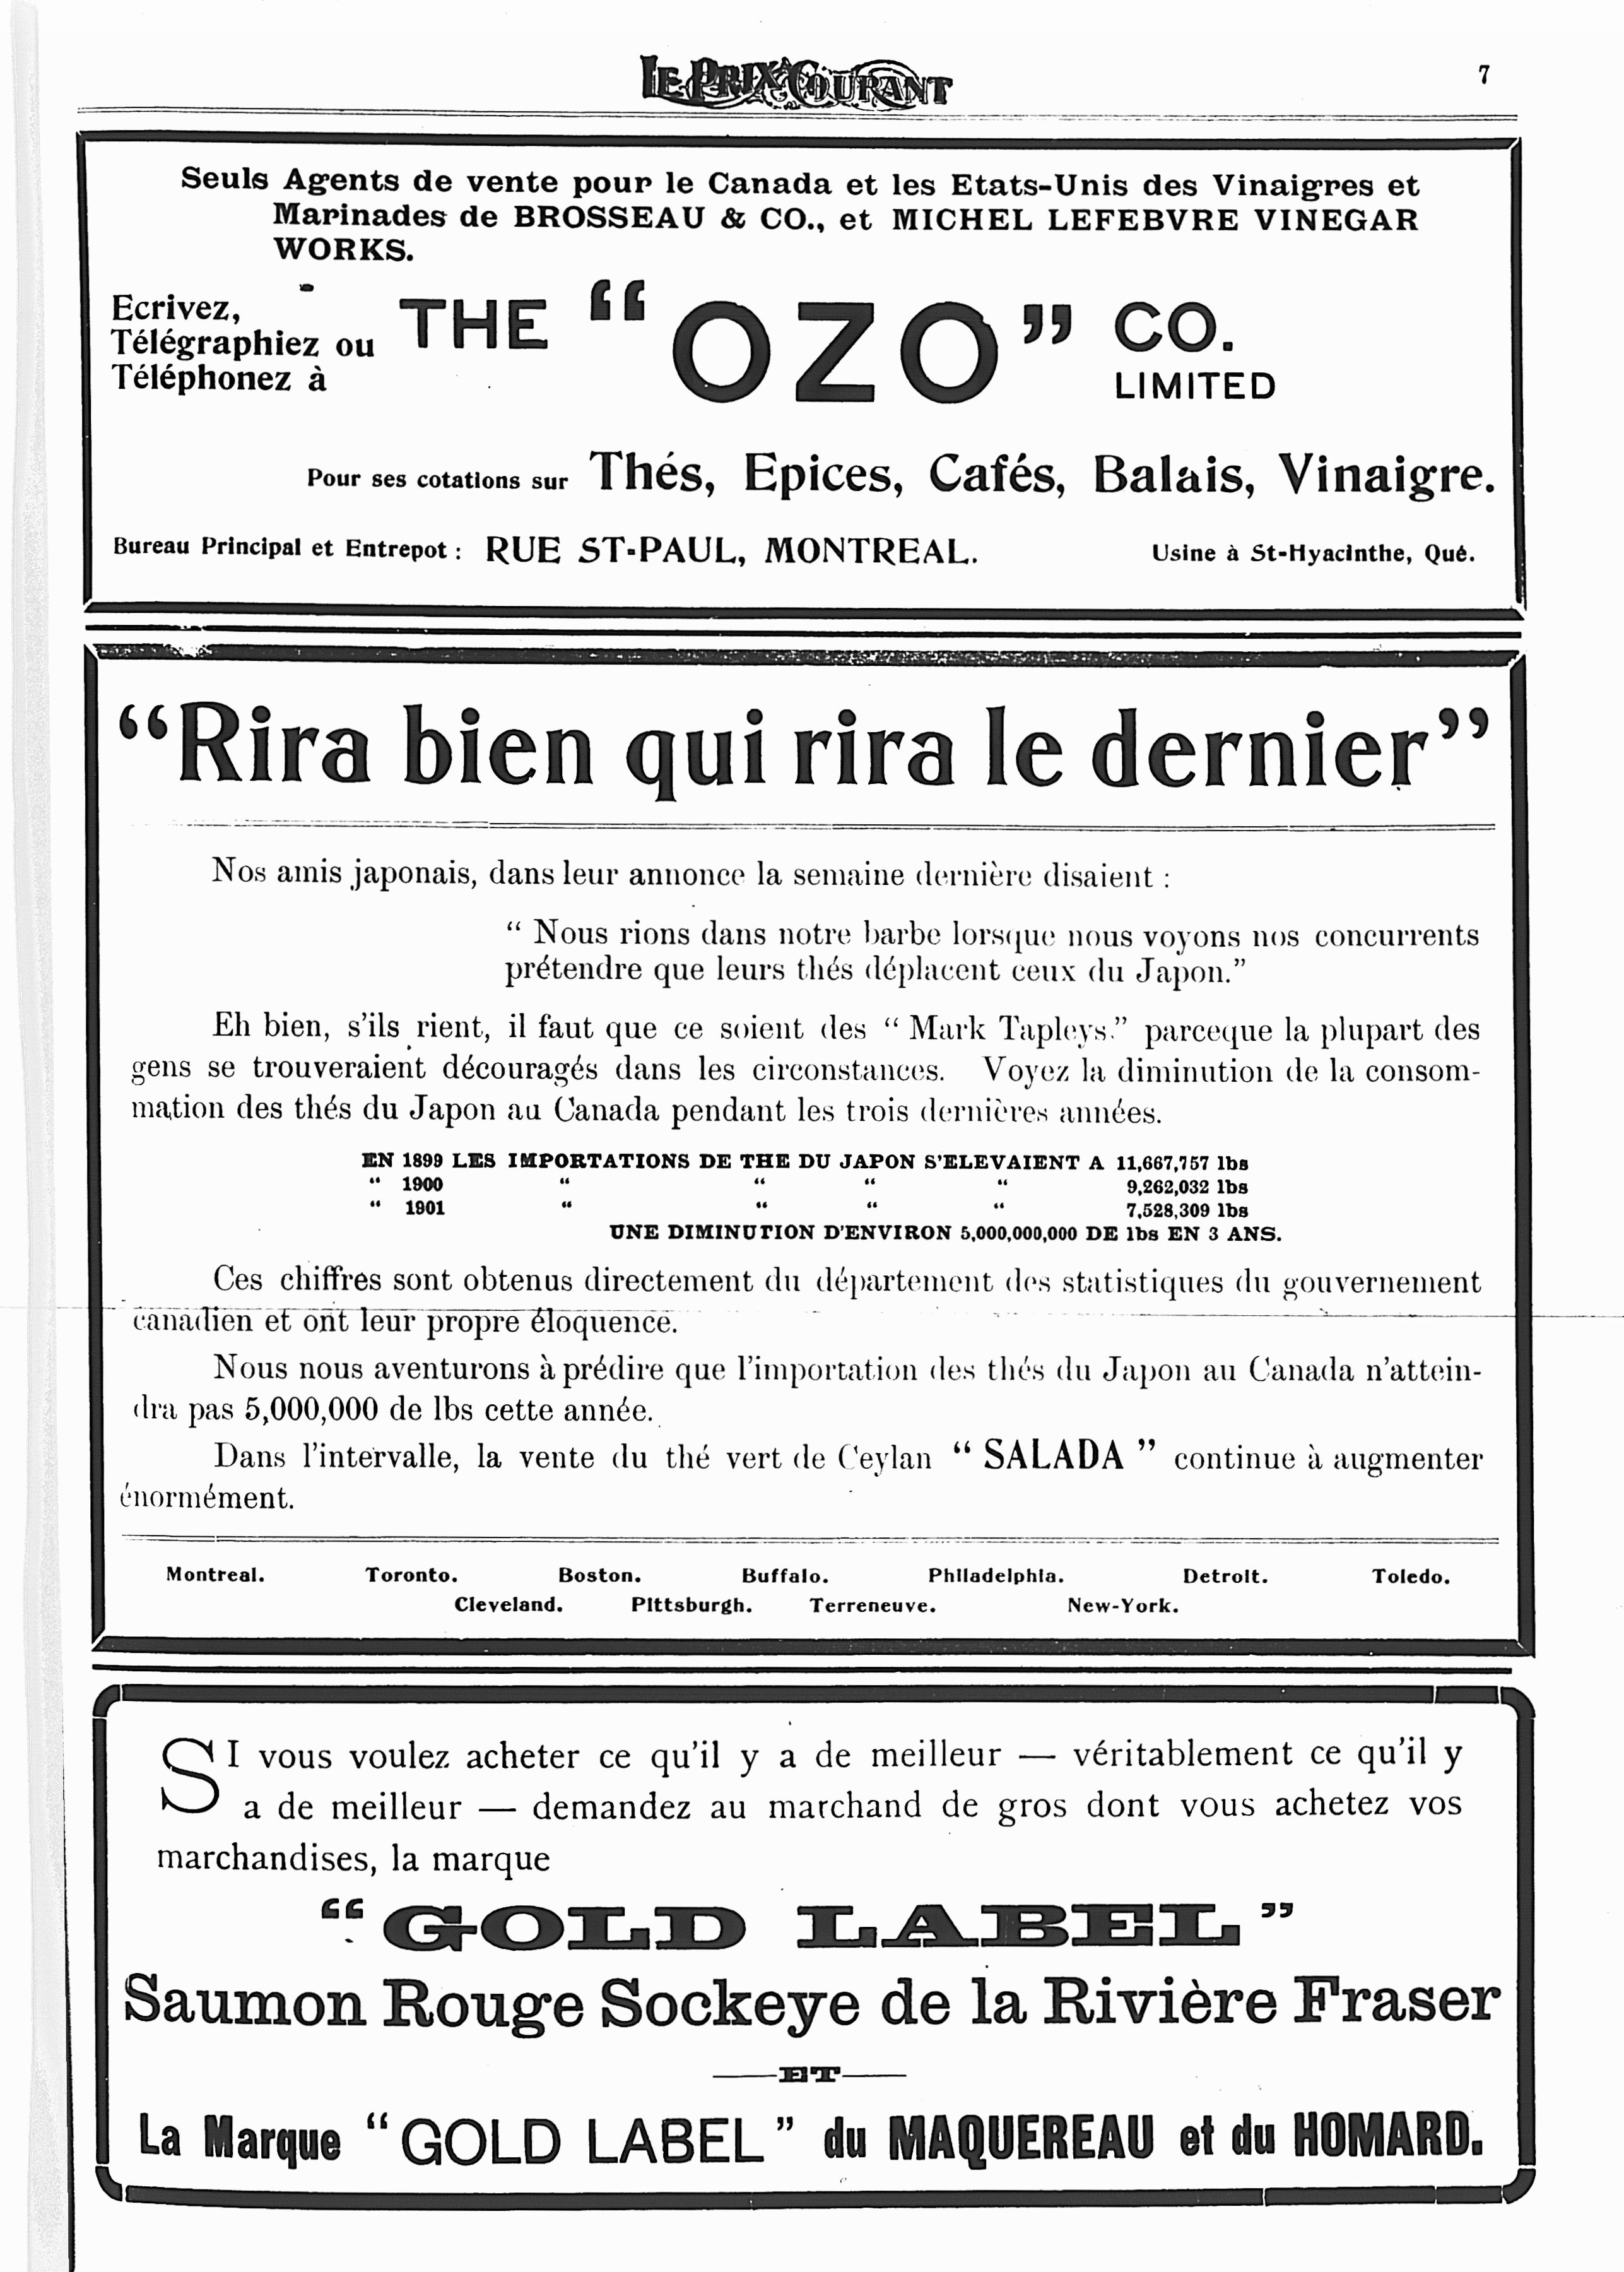 LE PRIX COURANT
7
Seuls Agents de vente pour le Canada et les Etats-Unis des Vinaigres et
Marinades de BROSSEAU & CO., et MICHEL LEFEBVRE VINEGAR
WORKS.
Ecrivez,
Télégraphiez ou
Téléphonez à
THE “OZO” CO.
LIMITED
Pour ses cotations sur Thés, Epices, Cafés, Balais, Vinaigre.
Bureau Principal et Entrepot : RUE ST-PAUL, MONTREAL. Usine à St-Hyacinthe, Qué.
“Rira bien qui rira le dernier”
Nos amis japonais, dans leur annonce la semaine dernière disaient :
“ Nous rions dans notre barbe lorsque nous voyons nos concurrents
prétendre que leurs thés déplacent ceux du Japon.”
Eh bien, s'ils rient, il faut que ce soient des “ Mark Tapleys.” parceque la plupart des
gens se trouveraient découragés dans les circonstances. Voyez la diminution de la consom-
mation des thés du Japon au Canada pendant les trois dernières années.
EN 1899 LES IMPORTATIONS DE THE DU JAPON S'ELEVAIENT A 11,667,757 lbs
“ 1900 “ “ “ “ 9,262,032 lbs
“ 1901 “ “ “ “ 7,528,309 lbs
UNE DIMINUTION D'ENVIRON 5,000,000,000 DE lbs EN 3 ANS.
Ces chiffres sont obtenus directement du département des statistiques du gouvernement
canadien et ont leur propre éloquence.
Nous nous aventurons à prédire que l'importation des thés du Japon au Canada n'attein-
dra pas 5,000,000 de lbs cette année.
Dans l'intervalle, la vente du thé vert de Ceylan “ SALADA ” continue à augmenter
énormément.
Montreal. Toronto. Boston. Buffalo. Philadelphia. Detroit. Toledo.
Cleveland. Pittsburgh. Terreneuve. New-York.
SI vous voulez acheter ce qu'il y a de meilleur — véritablement ce qu'il y
a de meilleur — demandez au marchand de gros dont vous achetez vos
marchandises, la marque
“ GOLD LABEL ”
Saumon Rouge Sockeye de la Rivière Fraser
—ET—
La Marque “ GOLD LABEL ” du MAQUEREAU et du HOMARD.